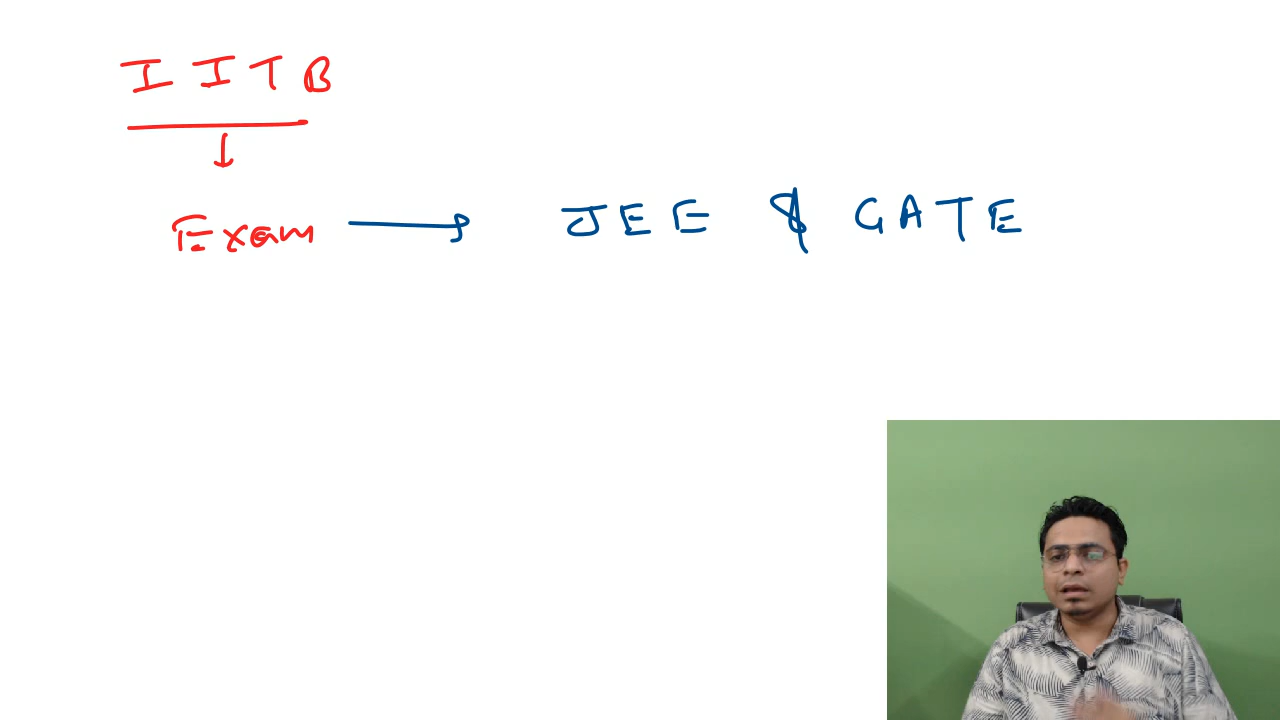 IITB
↓
Exam → JEE & GATE